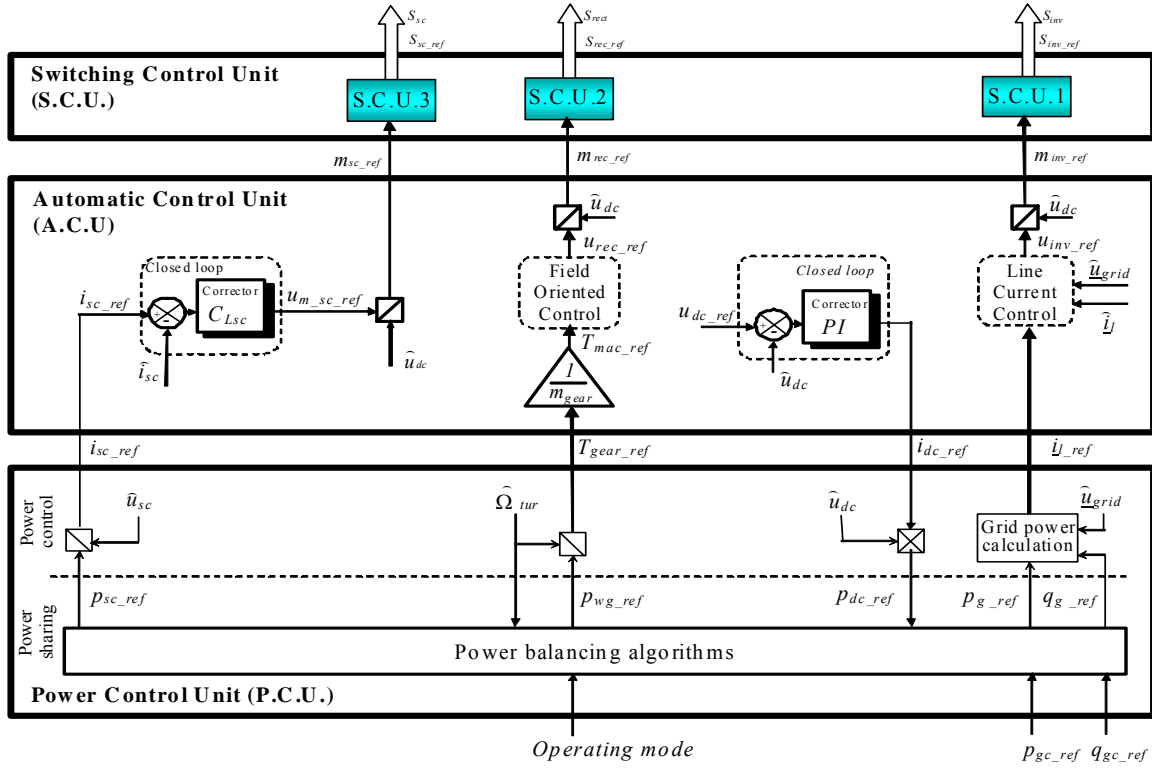 S_sc
S_sc_ref
S_rect
S_rec_ref
S_inv
S_inv_ref
Switching Control Unit
(S.C.U.)
S.C.U.3
S.C.U.2
S.C.U.1
m_sc_ref
m_rec_ref
m_inv_ref
Automatic Control Unit
(A.C.U)
û_dc
û_dc
u_rec_ref
u_inv_ref
Closed loop
Corrector
C_Lsc
i_sc_ref
+
-
u_m_sc_ref
î_sc
û_dc
Field
Oriented
Control
T_mac_ref
1
m_gear
Closed loop
Corrector
PI
u_dc_ref
+
-
û_dc
Line
Current
Control
û_grid
î_l
i_sc_ref
T_gear_ref
i_dc_ref
i_l_ref
Power
control
û_sc
Ω̂_tur
û_dc
û_grid
Grid power
calculation
Power
sharing
p_sc_ref
p_wg_ref
p_dc_ref
p_g_ref
q_g_ref
Power balancing algorithms
Power Control Unit (P.C.U.)
Operating mode
p_gc_ref
q_gc_ref